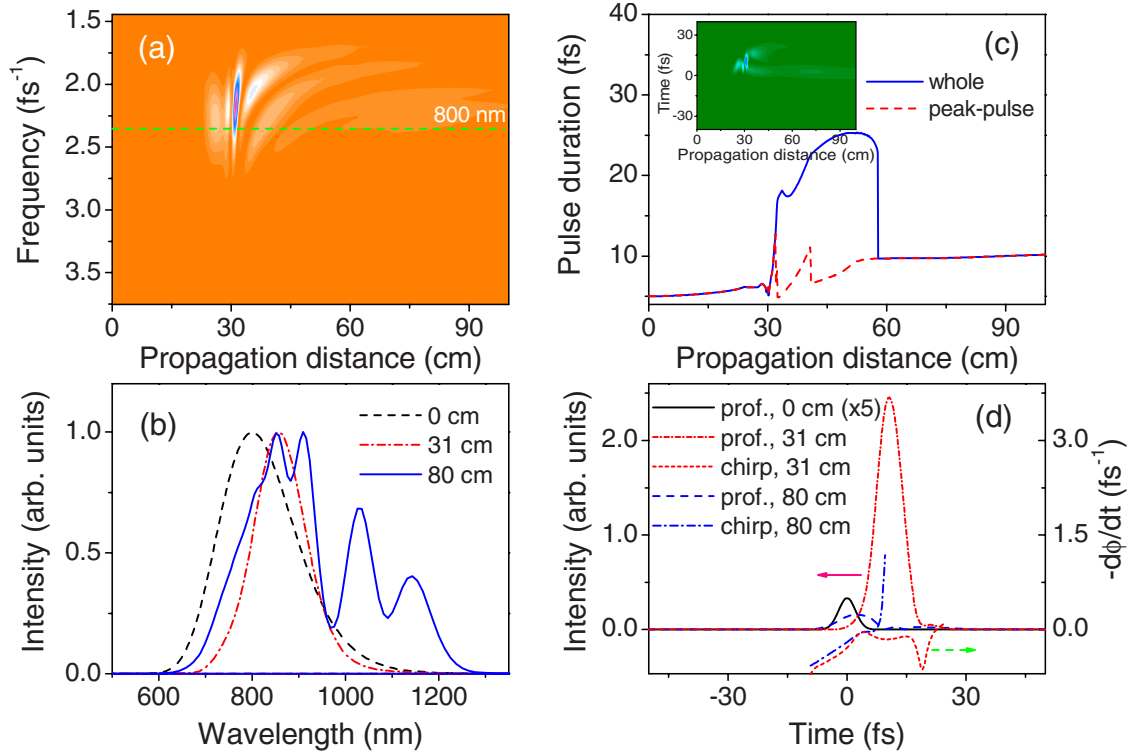 (a)
800 nm
1.5
2.0
2.5
3.0
3.5
Frequency (fs⁻¹)
0 30 60 90
Propagation distance (cm)
(c)
40
30
20
10
Pulse duration (fs)
whole
peak-pulse
30
0
-30
Time (fs)
0 30 60 90
Propagation distance (cm)
0 30 60 90
Propagation distance (cm)
(b)
0 cm
31 cm
80 cm
1.0
0.5
0.0
Intensity (arb. units)
600 800 1000 1200
Wavelength (nm)
(d)
prof., 0 cm (x5)
prof., 31 cm
chirp, 31 cm
prof., 80 cm
chirp, 80 cm
2.0
1.0
0.0
Intensity (arb. units)
3.6
1.8
0.0
-dϕ/dt (fs⁻¹)
-30 0 30
Time (fs)